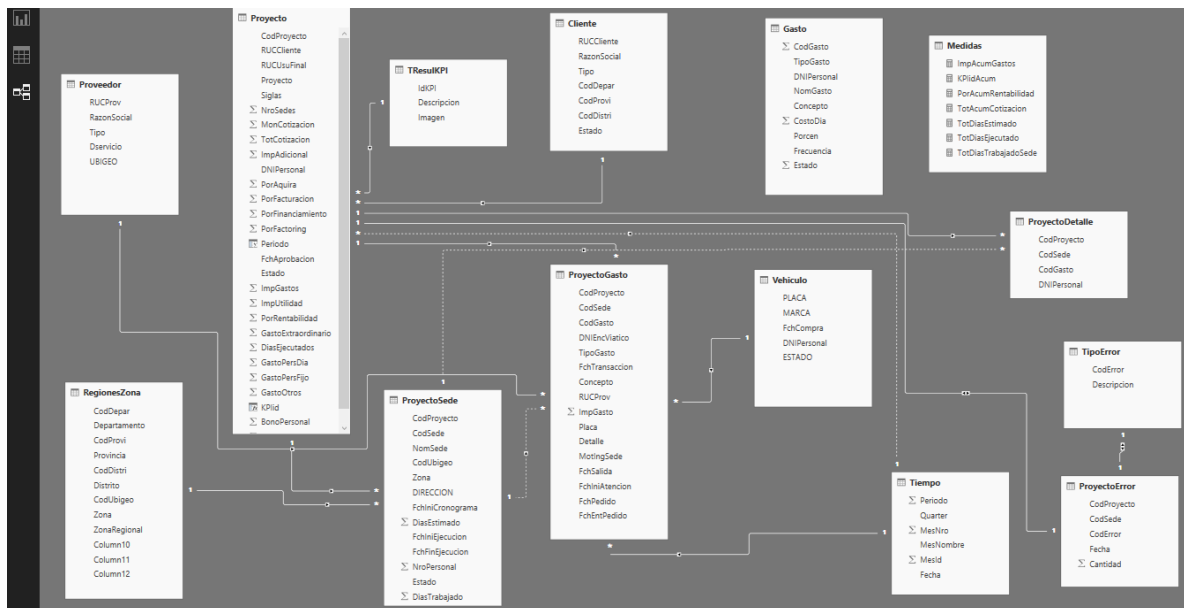 Proyecto
CodProyecto
RUCCliente
RUCUsuFinal
Proyecto
Siglas
NroSedes
MonCotizacion
TotCotizacion
ImpAdicional
DNIPersonal
PorAquira
PorFacturacion
PorFinanciamiento
PorFactoring
Periodo
FchAprobacion
Estado
ImpGastos
ImpUtilidad
PorRentabilidad
GastoExtraordinario
DiasEjecutados
GastoPersDia
GastoPersFijo
GastoOtros
KPIid
BonoPersonal
Proveedor
RUCProv
RazonSocial
Tipo
Dservicio
UBIGEO
TResulKPI
IdKPI
Descripcion
Imagen
Cliente
RUCCliente
RazonSocial
Tipo
CodDepar
CodProvi
CodDistri
Estado
Gasto
CodGasto
TipoGasto
DNIPersonal
NomGasto
Concepto
CostoDia
Porcen
Frecuencia
Estado
Medidas
ImpAcumGastos
KPIidAcum
PorAcumRentabilidad
TotAcumCotizacion
TotDiasEstimado
TotDiasEjecutado
TotDiasTrabajadoSede
ProyectoDetalle
CodProyecto
CodSede
CodGasto
DNIPersonal
ProyectoGasto
CodProyecto
CodSede
CodGasto
DNIEncViatico
TipoGasto
FchTransaccion
Concepto
RUCProv
ImpGasto
Placa
Detalle
MotIngSede
FchSalida
FchIniAtencion
FchPedido
FchEntPedido
Vehiculo
PLACA
MARCA
FchCompra
DNIPersonal
ESTADO
TipoError
CodError
Descripcion
RegionesZona
CodDepar
Departamento
CodProvi
Provincia
CodDistri
Distrito
CodUbigeo
Zona
ZonaRegional
Column10
Column11
Column12
ProyectoSede
CodProyecto
CodSede
NomSede
CodUbigeo
Zona
DIRECCION
FchIniCronograma
DiasEstimado
FchIniEjecucion
FchFinEjecucion
NroPersonal
Estado
DiasTrabajado
Tiempo
Periodo
Quarter
MesNro
MesNombre
MesId
Fecha
ProyectoError
CodProyecto
CodSede
CodError
Fecha
Cantidad